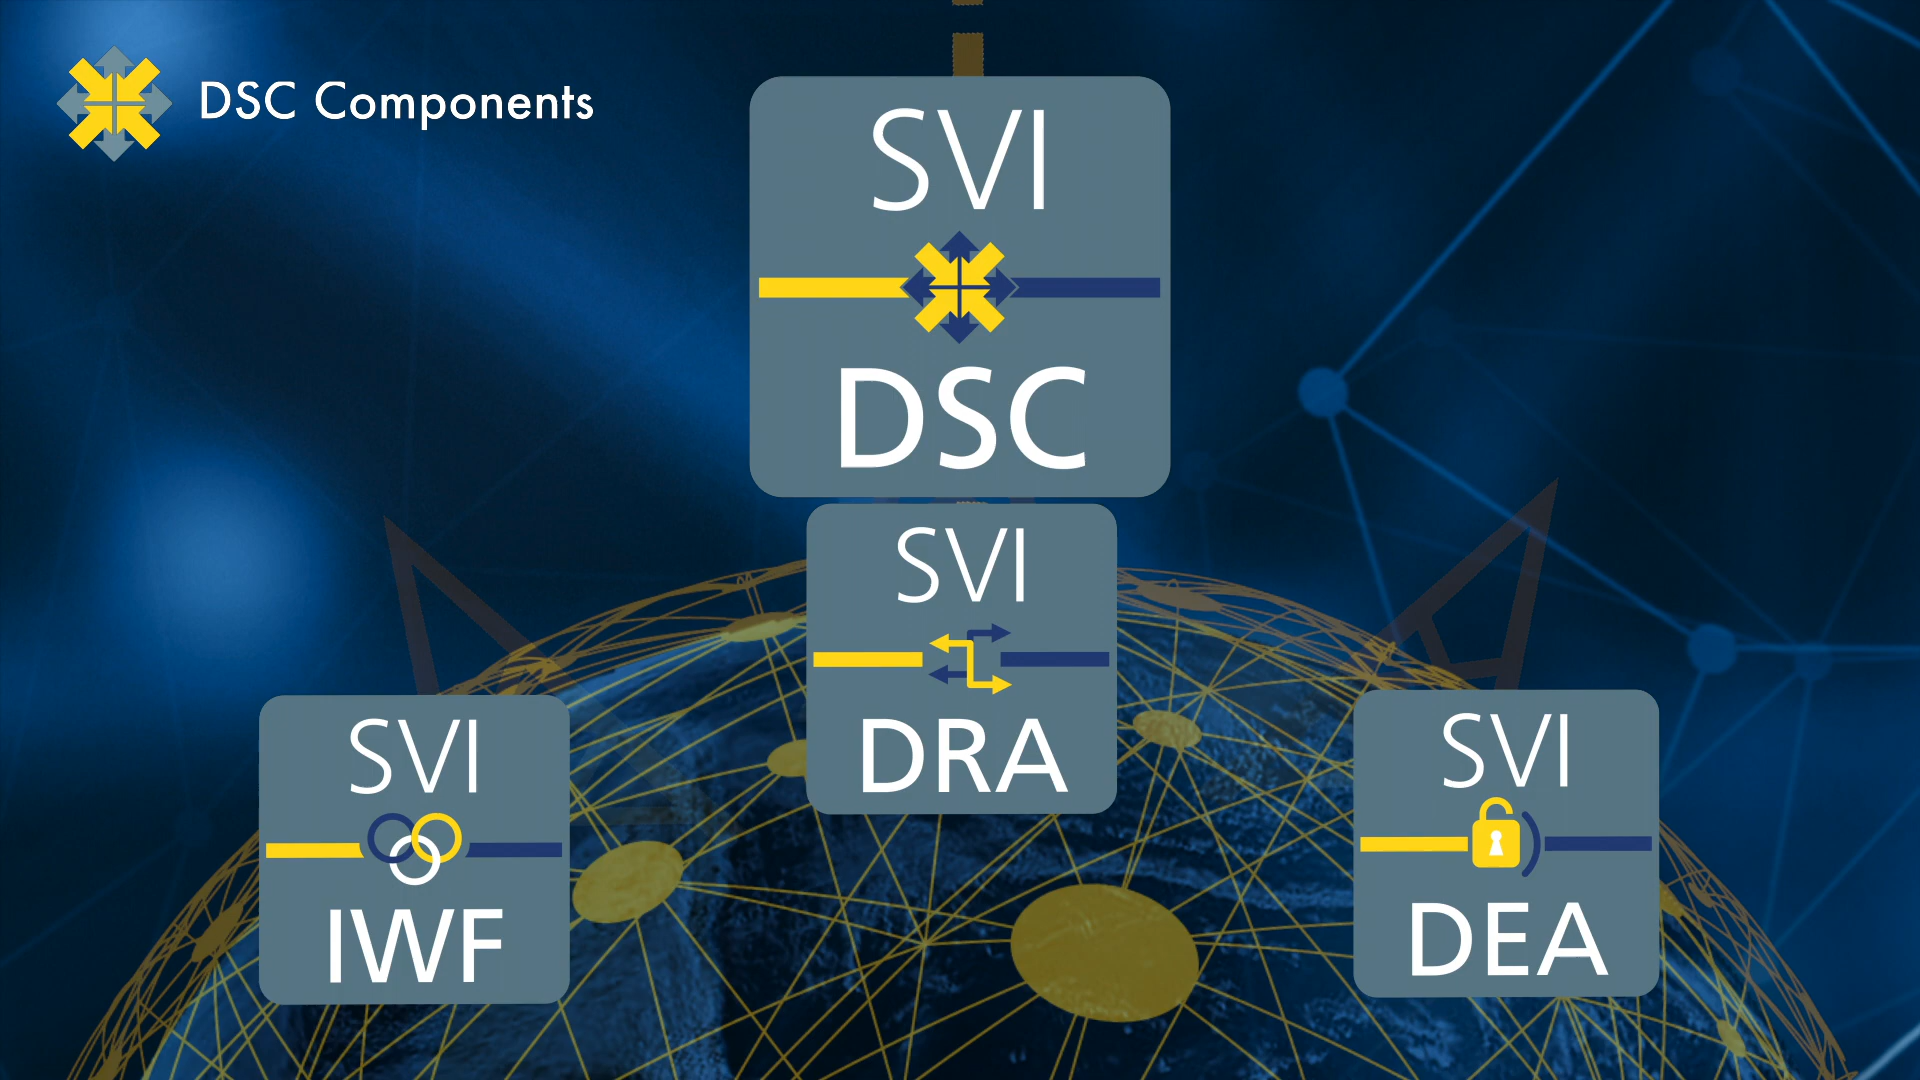 DSC Components
SVI
DSC
SVI
DRA
SVI
IWF
SVI
DEA